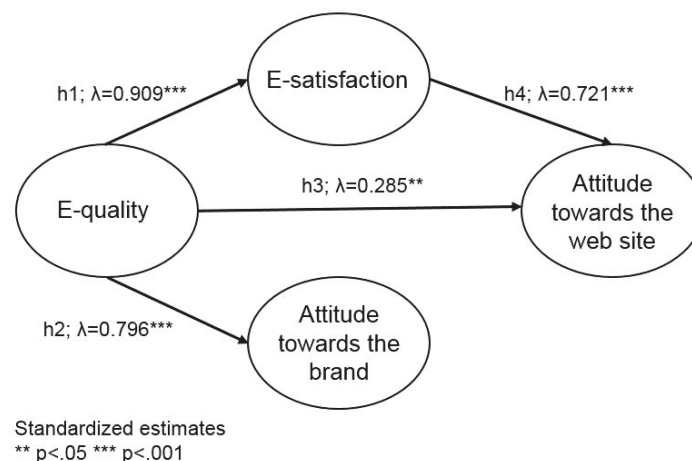 E-satisfaction
h1; λ=0.909***
h4; λ=0.721***
h3; λ=0.285**
E-quality
Attitude
towards the
web site
h2; λ=0.796***
Attitude
towards the
brand
Standardized estimates
** p<.05 *** p<.001